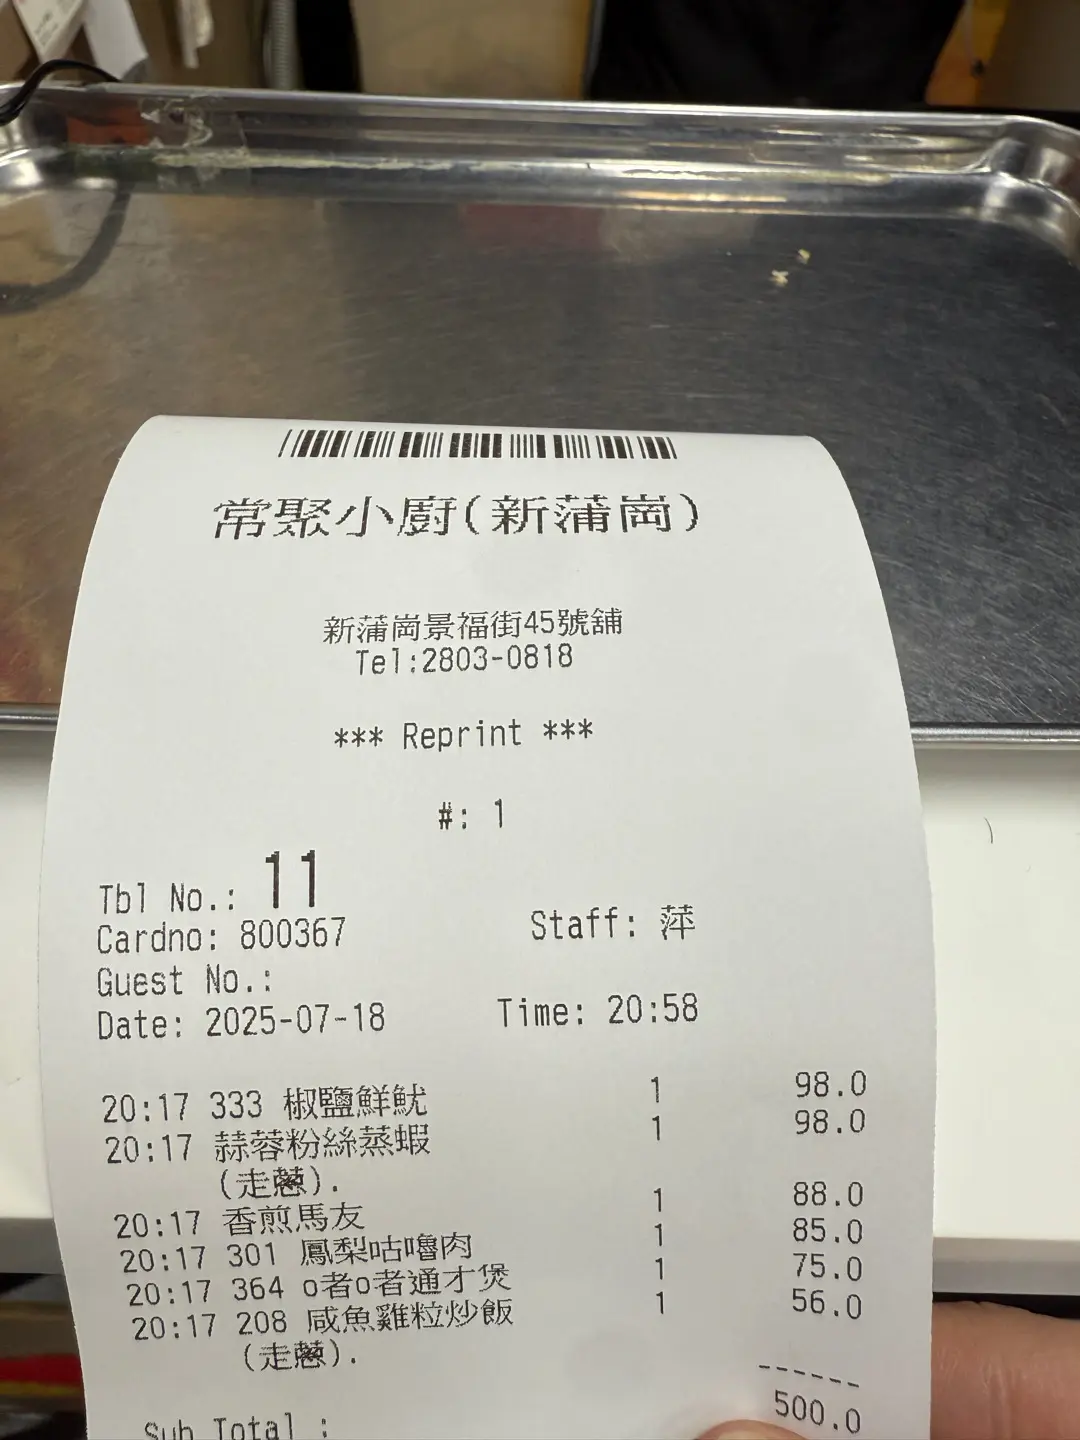 常聚小廚(新蒲崗)
新蒲崗景福街45號舖
Tel:2803-0818
*** Reprint ***
#: 1
Tbl No.: 11
Cardno: 800367 Staff: 萍
Guest No.:
Date: 2025-07-18 Time: 20:58
20:17 333 椒鹽鮮魷 1 98.0
20:17 蒜蓉粉絲蒸蝦 1 98.0
(走蔥).
20:17 香煎馬友 1 88.0
20:17 301 鳳梨咕嚕肉 1 85.0
20:17 364 o者o者通才煲 1 75.0
20:17 208 咸魚雞粒炒飯 1 56.0
(走蔥).
------
Sub Total : 500.0